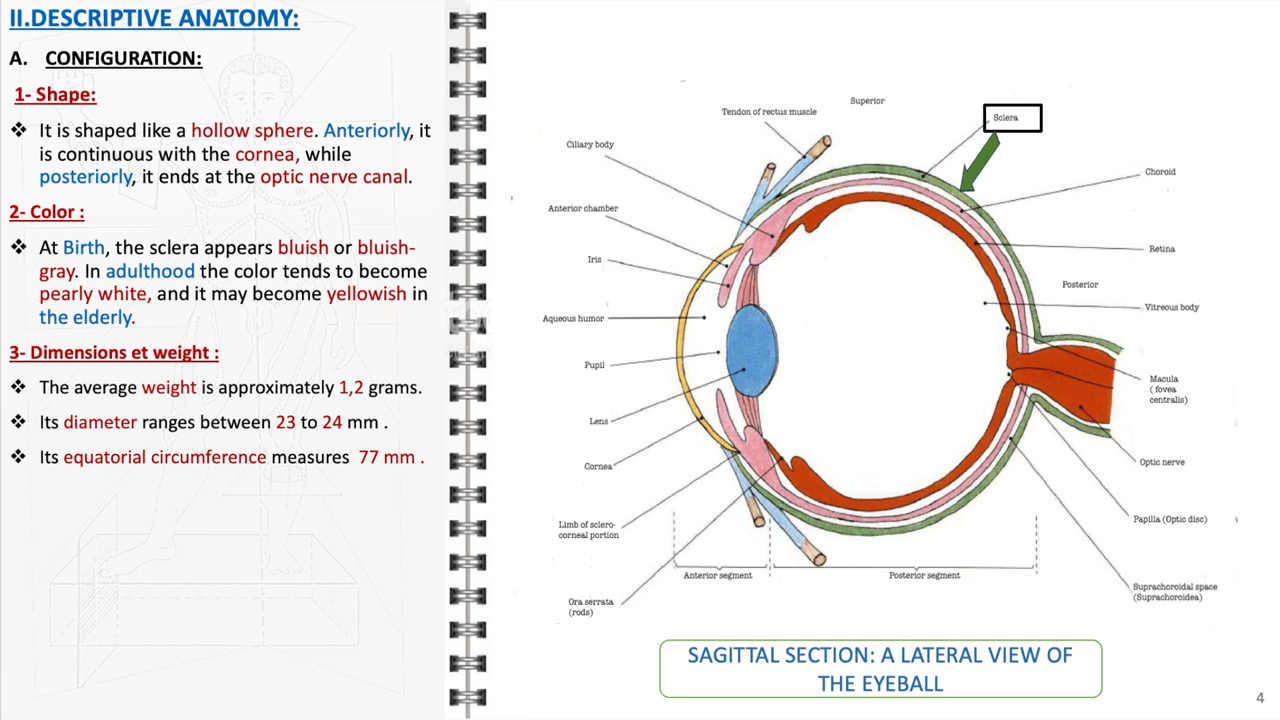 II.DESCRIPTIVE ANATOMY:
A. CONFIGURATION:
1- Shape:
❖ It is shaped like a hollow sphere. Anteriorly, it
is continuous with the cornea, while
posteriorly, it ends at the optic nerve canal.
2- Color :
❖ At Birth, the sclera appears bluish or bluish-
gray. In adulthood the color tends to become
pearly white, and it may become yellowish in
the elderly.
3- Dimensions et weight :
❖ The average weight is approximately 1,2 grams.
❖ Its diameter ranges between 23 to 24 mm .
❖ Its equatorial circumference measures 77 mm .
Superior
Tendon of rectus muscle
Sclera
Ciliary body
Choroid
Anterior chamber
Retina
Iris
Posterior
Vitreous body
Aqueous humor
Pupil
Macula
( fovea
centralis)
Lens
Cornea
Optic nerve
Limb of sclero-
corneal portion
Papilla (Optic disc)
Anterior segment
Posterior segment
Suprachoroidal space
(Suprachoroidea)
Ora serrata
(rods)
SAGITTAL SECTION: A LATERAL VIEW OF
THE EYEBALL
4